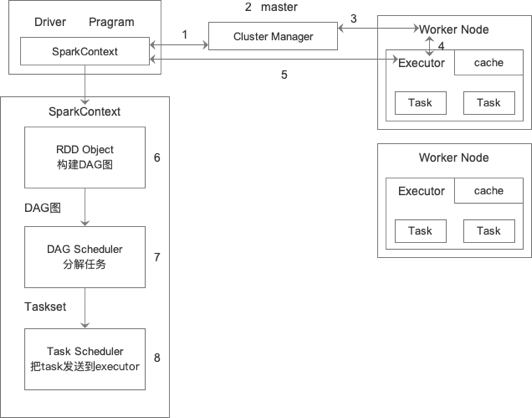 Driver Pragram
SparkContext
1
2 master
Cluster Manager
3
Worker Node
4
Executor
cache
Task
Task
5
SparkContext
RDD Object
构建DAG图
6
DAG图
DAG Scheduler
分解任务
7
Taskset
Task Scheduler
把task发送到executor
8
Worker Node
Executor
cache
Task
Task